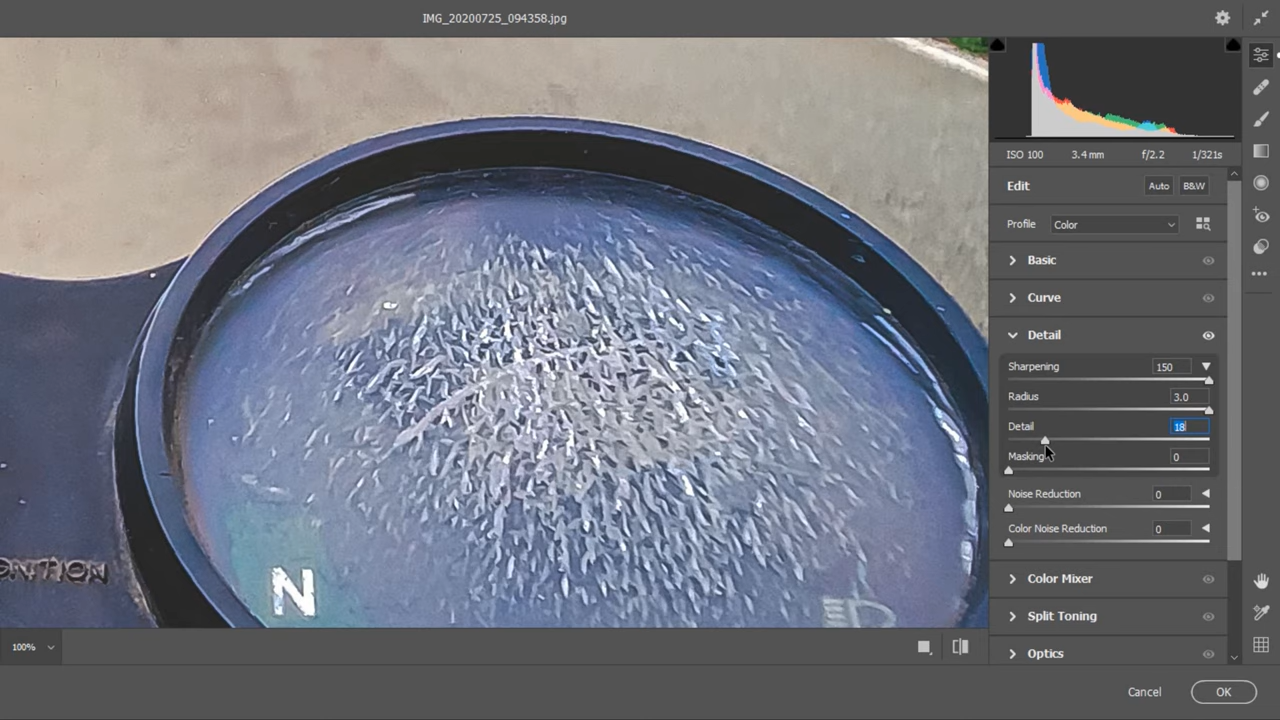 IMG_20200725_094358.jpg
ISO 100 3.4 mm f/2.2 1/321s
Edit Auto B&W
Profile Color
Basic
Curve
Detail
Sharpening 150
Radius 3.0
Detail 18
Masking 0
Noise Reduction 0
Color Noise Reduction 0
Color Mixer
Split Toning
Optics
N
100%
Cancel OK